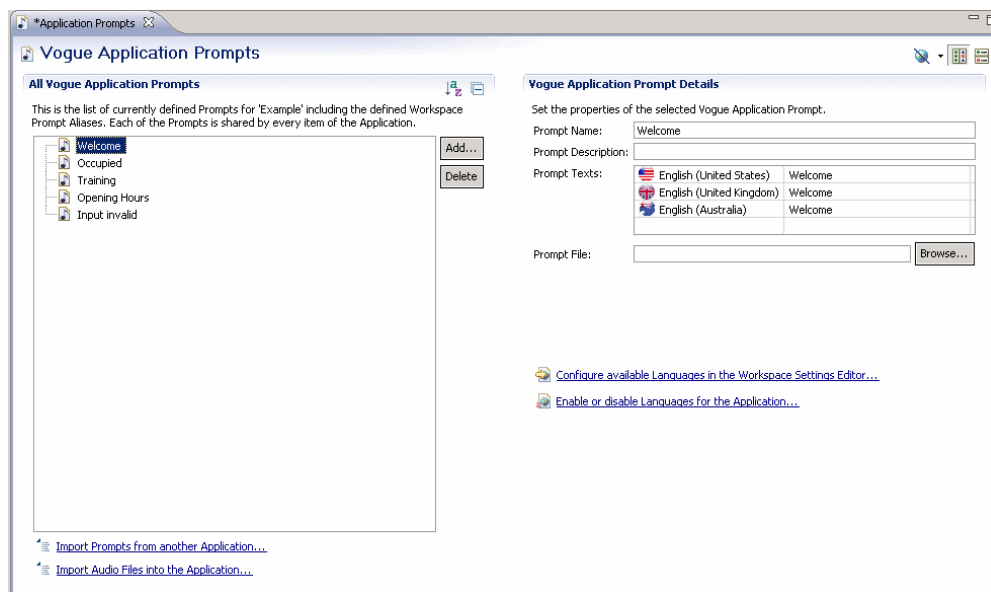 *Application Prompts
Vogue Application Prompts
All Vogue Application Prompts
This is the list of currently defined Prompts for 'Example' including the defined Workspace
Prompt Aliases. Each of the Prompts is shared by every item of the Application.
Welcome
Occupied
Training
Opening Hours
Input invalid
Add...
Delete
Import Prompts from another Application...
Import Audio Files into the Application...
Vogue Application Prompt Details
Set the properties of the selected Vogue Application Prompt.
Prompt Name: Welcome
Prompt Description:
Prompt Texts: English (United States) Welcome
English (United Kingdom) Welcome
English (Australia) Welcome
Prompt File: Browse...
Configure available Languages in the Workspace Settings Editor...
Enable or disable Languages for the Application...